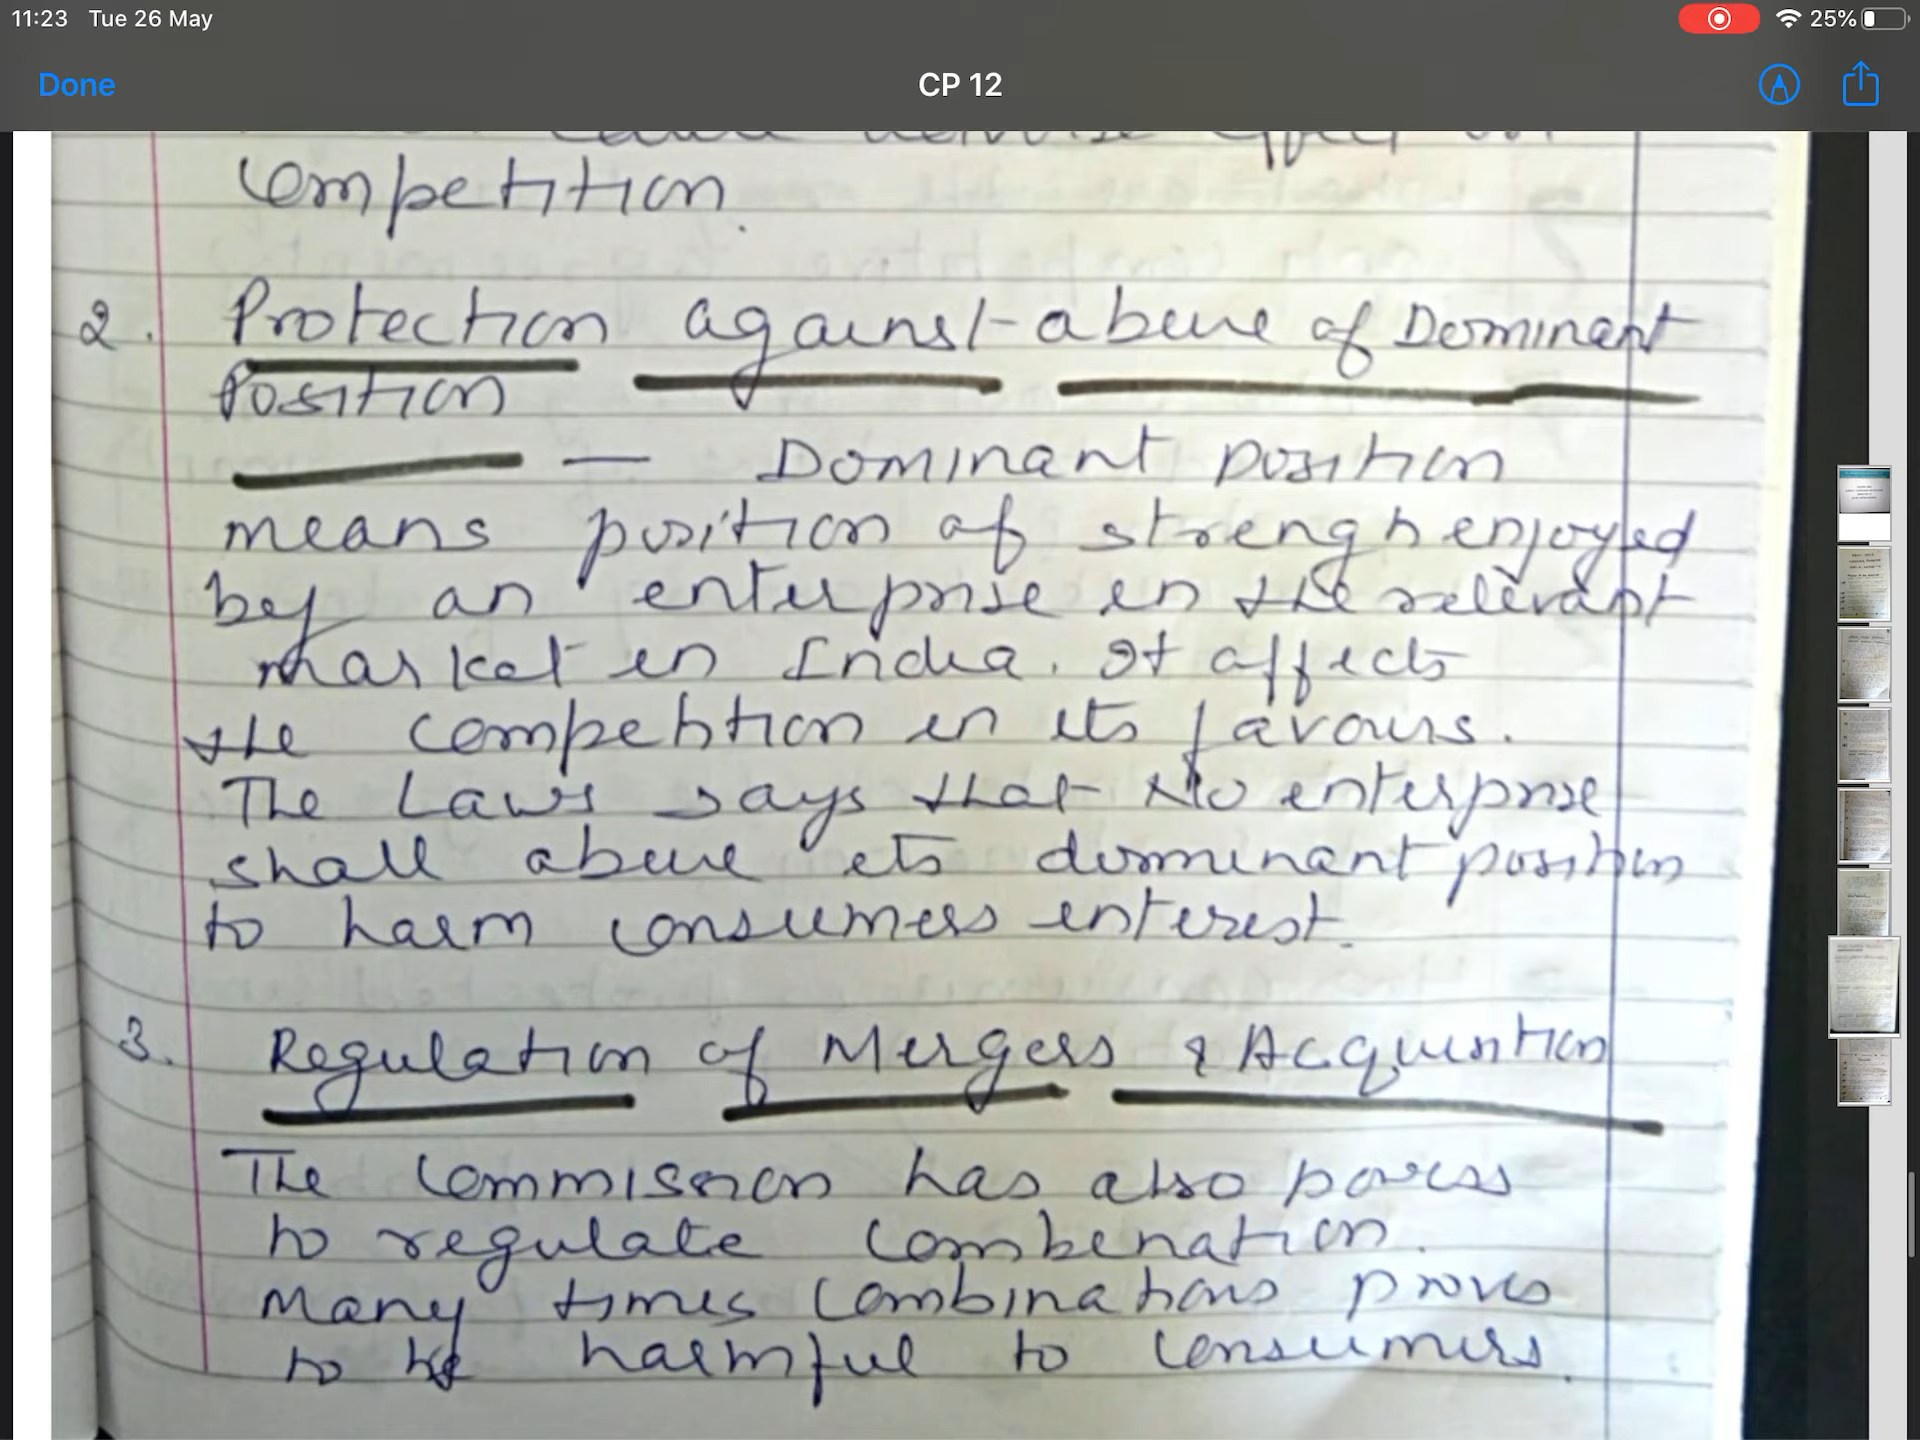 11:23 Tue 26 May
25%
Done
CP 12
Competition.
2. Protection against abuse of Dominant
Position
— Dominant position
means position of strengh enjoyed
by an enterprise in the relevant
market in India. It affects
the competition in its favours.
The Laws says that No enterprise
shall abuse its dominant position
to harm consumers interest.
3. Regulation of Mergers & Acquisition
The Commission has also powers
to regulate Combination.
Many times Combinations proves
to be harmful to Consumers.